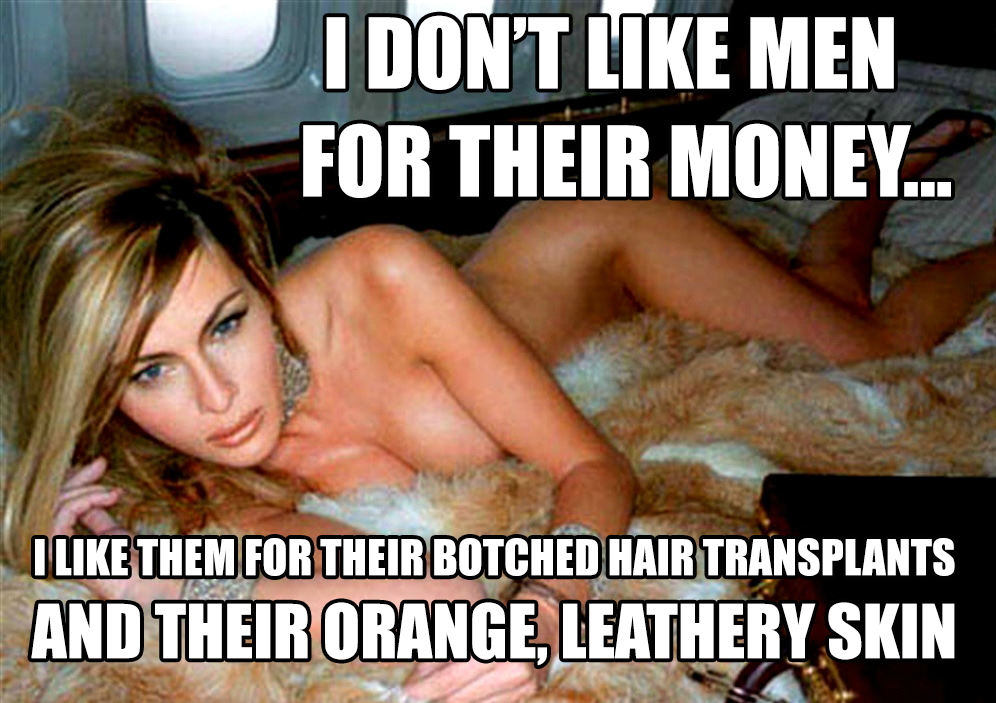 I DON'T LIKE MEN
FOR THEIR MONEY...
I LIKE THEM FOR THEIR BOTCHED HAIR TRANSPLANTS
AND THEIR ORANGE, LEATHERY SKIN